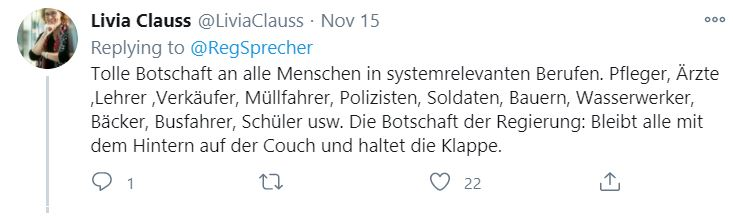 Livia Clauss @LiviaClauss · Nov 15
Replying to @RegSprecher
Tolle Botschaft an alle Menschen in systemrelevanten Berufen. Pfleger, Ärzte
,Lehrer ,Verkäufer, Müllfahrer, Polizisten, Soldaten, Bauern, Wasserwerker,
Bäcker, Busfahrer, Schüler usw. Die Botschaft der Regierung: Bleibt alle mit
dem Hintern auf der Couch und haltet die Klappe.
1 22